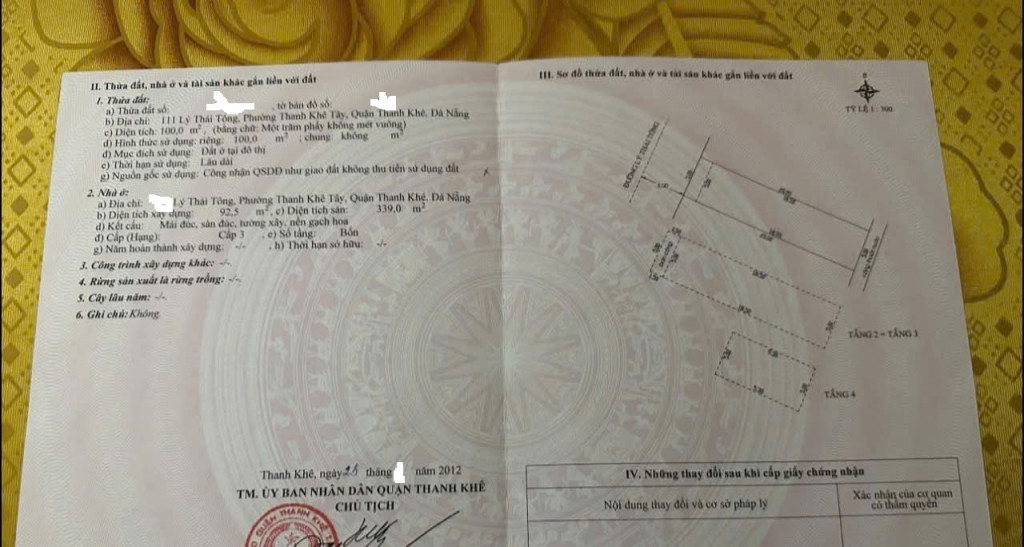 II. Thửa đất, nhà ở và tài sản khác gắn liền với đất
1. Thửa đất:
a) Thửa đất số: , tờ bản đồ số:
b) Địa chỉ: 111 Lý Thái Tông, Phường Thanh Khê Tây, Quận Thanh Khê, Đà Nẵng
c) Diện tích: 100,0 m², (bằng chữ: Một trăm phẩy không mét vuông)
d) Hình thức sử dụng: riêng: 100,0 m² ; chung: không m²
đ) Mục đích sử dụng: Đất ở tại đô thị
e) Thời hạn sử dụng: Lâu dài
g) Nguồn gốc sử dụng: Công nhận QSDĐ như giao đất không thu tiền sử dụng đất
2. Nhà ở:
a) Địa chỉ: Lý Thái Tông, Phường Thanh Khê Tây, Quận Thanh Khê, Đà Nẵng
b) Diện tích xây dựng: 92,5 m², c) Diện tích sàn: 339,0 m²
d) Kết cấu: Mái đúc, sàn đúc, tường xây, nền gạch hoa
đ) Cấp (Hạng): Cấp 3 , e) Số tầng: Bốn
g) Năm hoàn thành xây dựng: -/- , h) Thời hạn sở hữu: -/-
3. Công trình xây dựng khác: -/-
4. Rừng sản xuất là rừng trồng: -/-
5. Cây lâu năm: -/-
6. Ghi chú: Không
Thanh Khê, ngày tháng năm 2012
TM. ỦY BAN NHÂN DÂN QUẬN THANH KHÊ
CHỦ TỊCH
QUẬN THANH KHÊ
III. Sơ đồ thửa đất, nhà ở và tài sản khác gắn liền với đất
TỶ LỆ 1 : 500
TẦNG 2 = TẦNG 3
TẦNG 4
IV. Những thay đổi sau khi cấp giấy chứng nhận
Nội dung thay đổi và cơ sở pháp lý
Xác nhận của cơ quan
có thẩm quyền